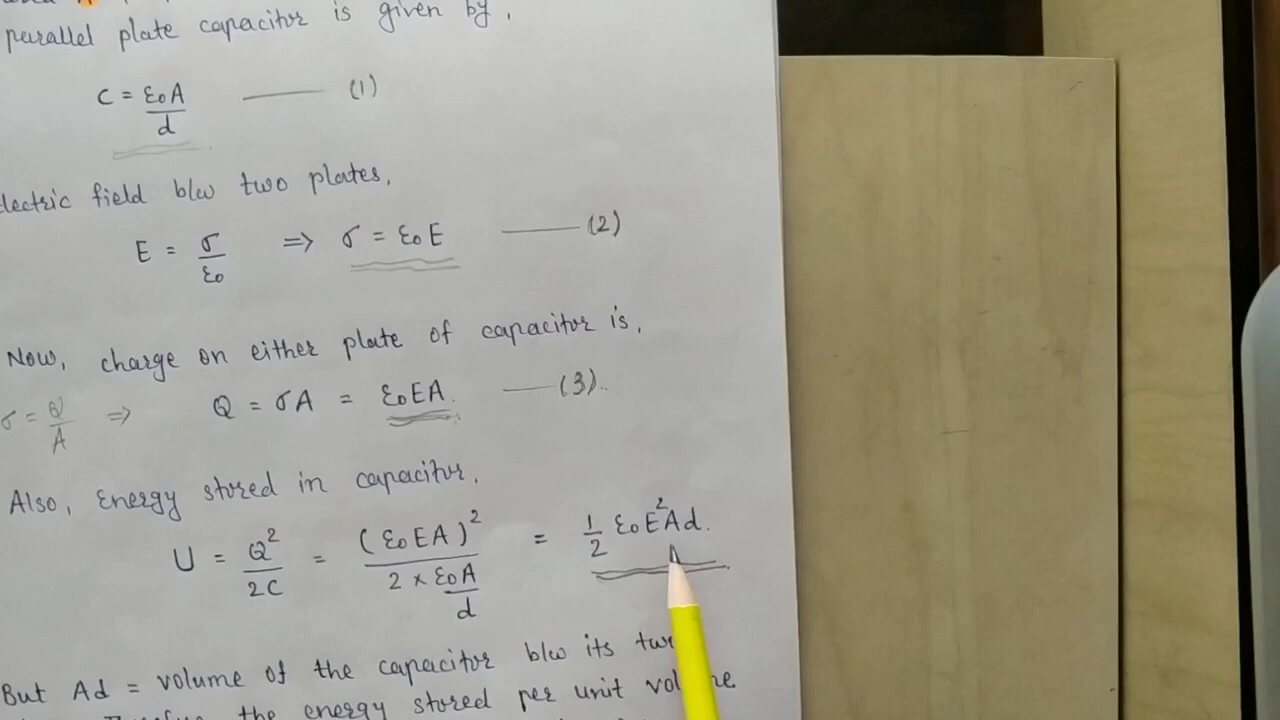 parallel plate capacitor is given by,
C = ε0A/d ——— (1)
electric field b/w two plates,
E = σ/ε0 ⇒ σ = ε0E ——— (2)
Now, charge on either plate of capacitor is,
σ = Q/A ⇒ Q = σA = ε0EA ——— (3)
Also, Energy stored in capacitor,
U = Q²/2C = (ε0EA)²/(2 × ε0A/d) = 1/2 ε0E²Ad.
But Ad = volume of the capacitor b/w its
the energy stored per unit volume